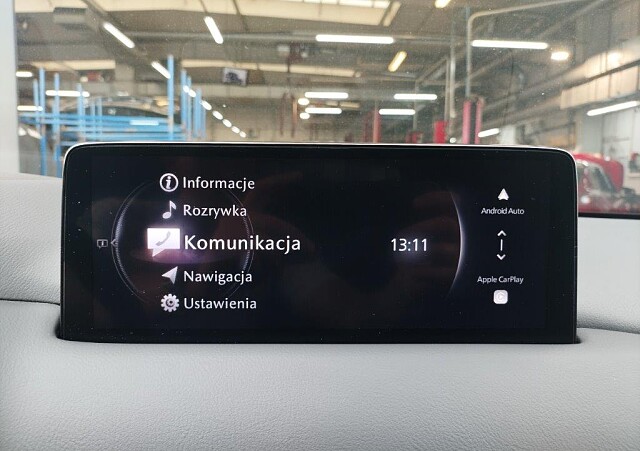 Informacje
Rozrywka
Komunikacja
Nawigacja
Ustawienia
13:11
Android Auto
Apple CarPlay